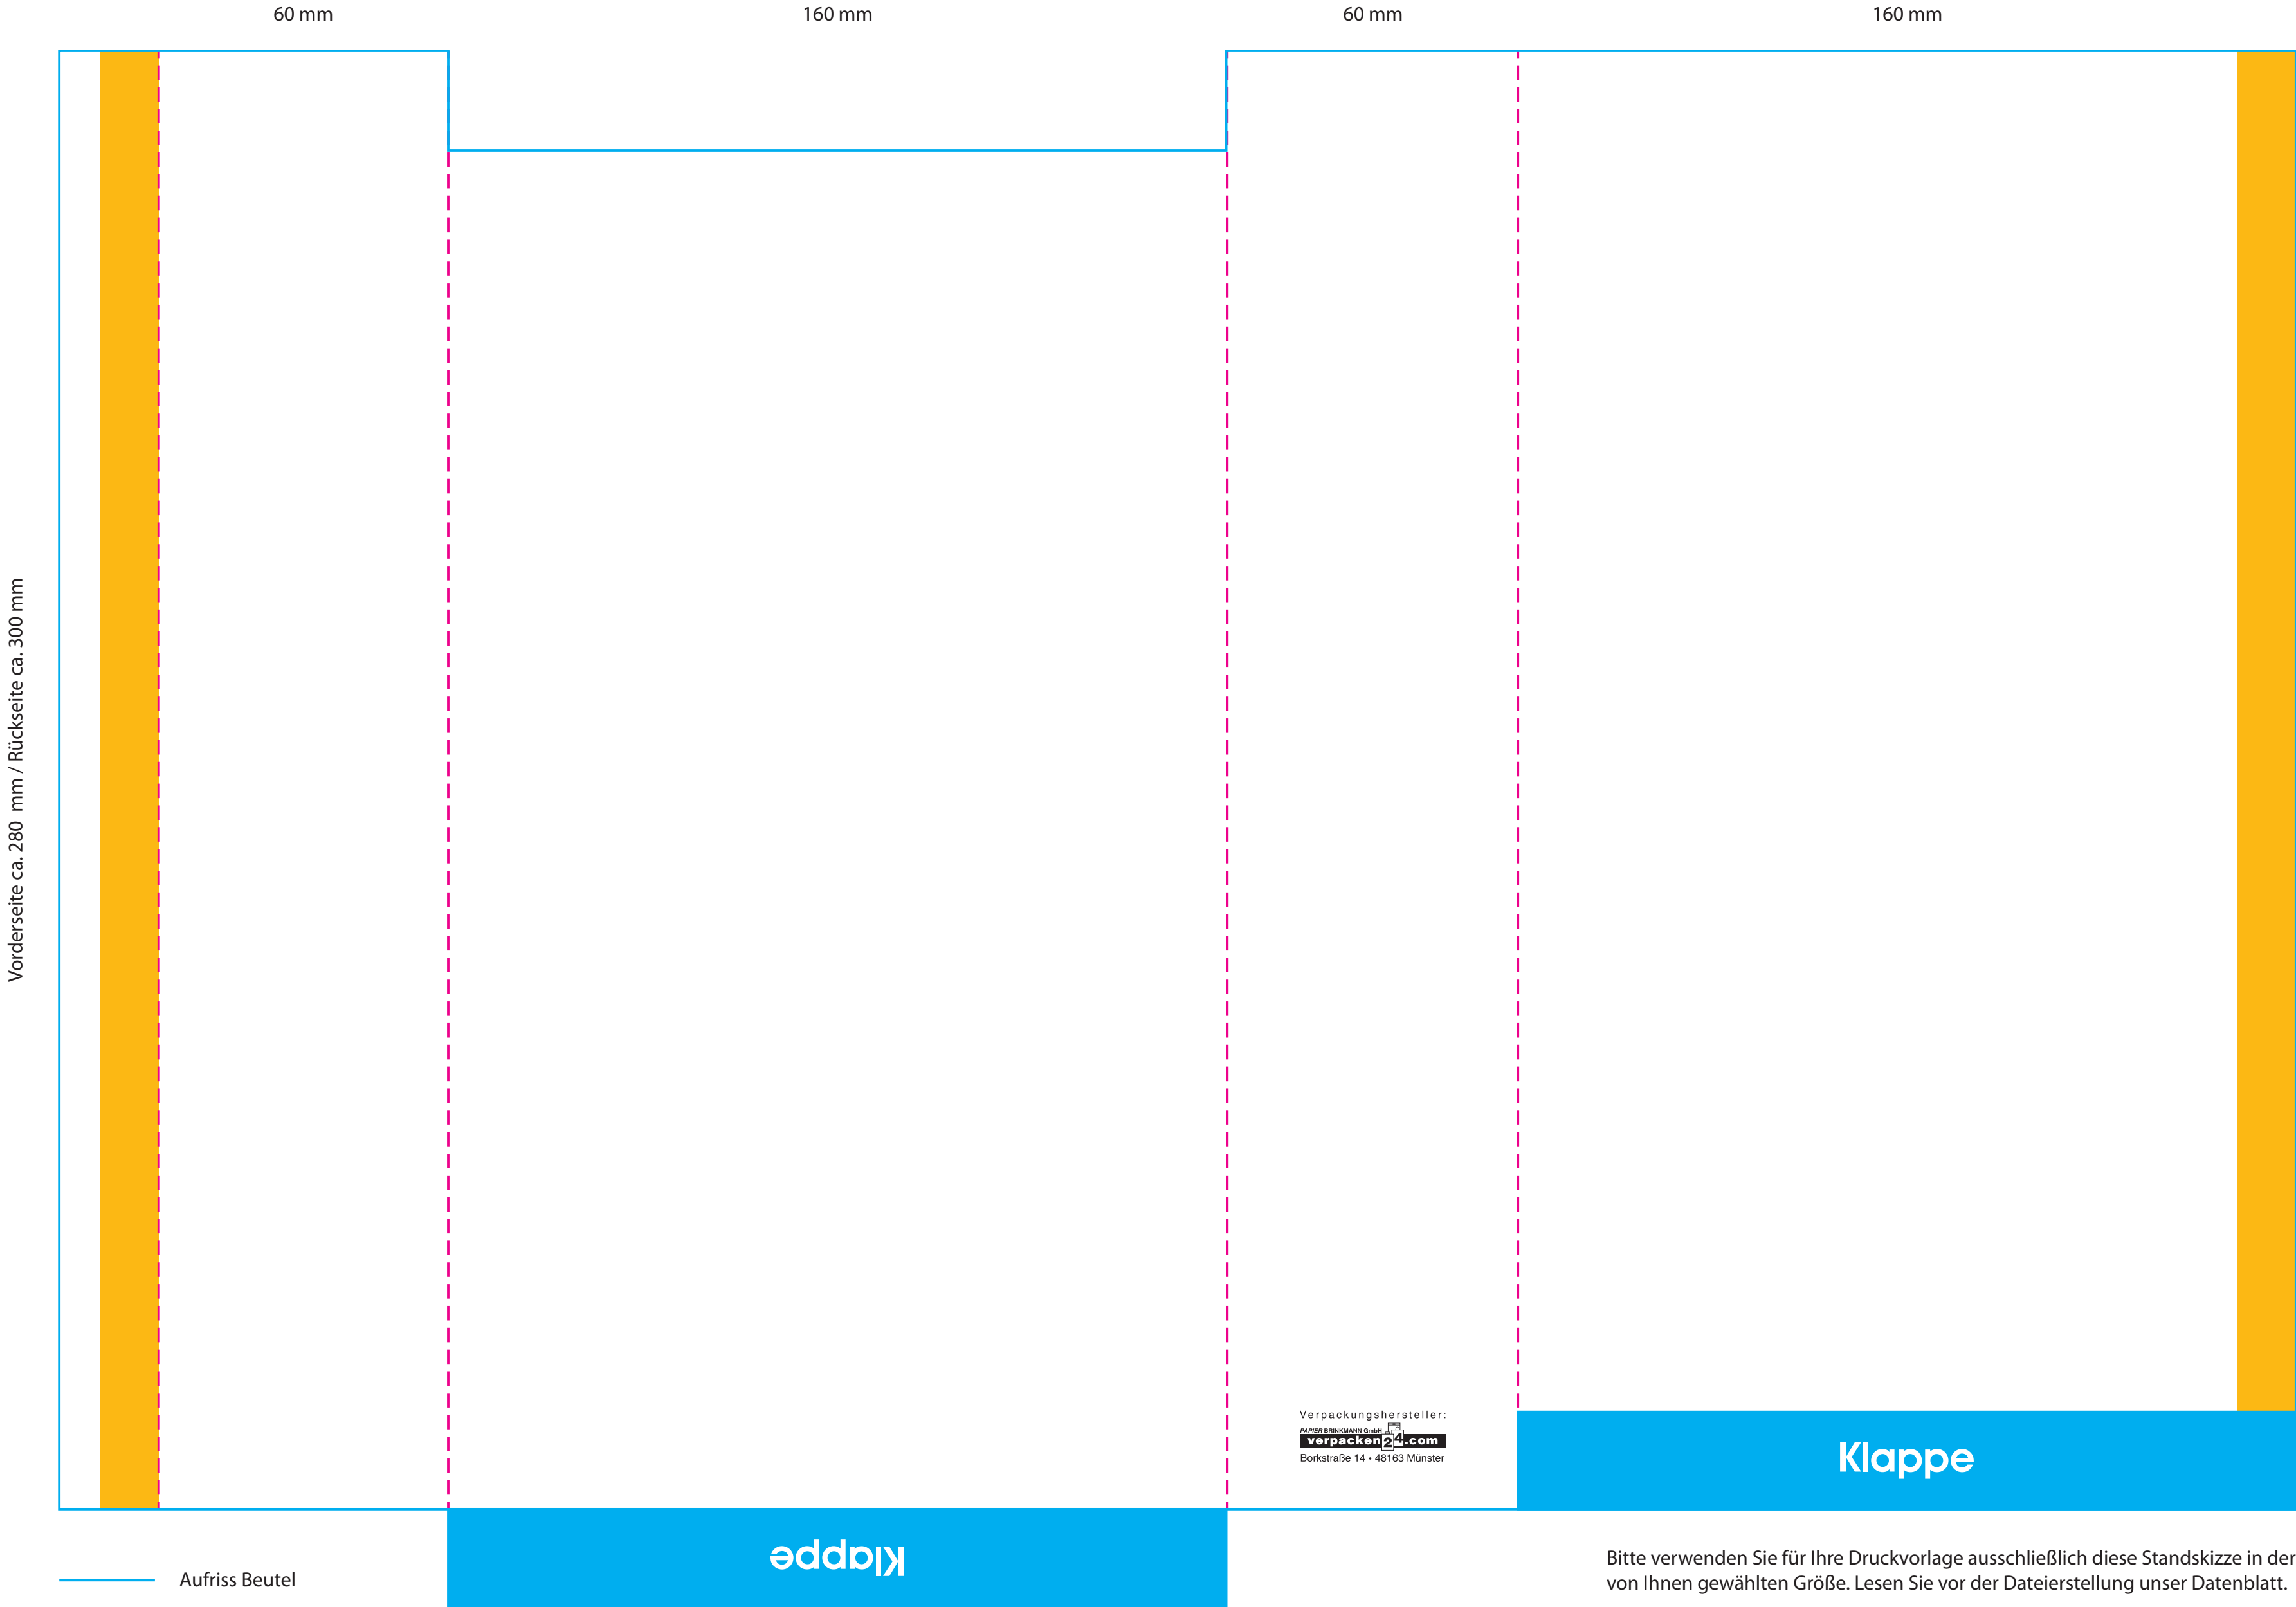 60 mm
160 mm
60 mm
160 mm
Vorderseite ca. 280 mm / Rückseite ca. 300 mm
Verpackungshersteller:
PAPIER BRINKMANN GmbH
verpacken24.com
Borkstraße 14 • 48163 Münster
Klappe
Klappe
Aufriss Beutel
Bitte verwenden Sie für Ihre Druckvorlage ausschließlich diese Standskizze in der
von Ihnen gewählten Größe. Lesen Sie vor der Dateierstellung unser Datenblatt.